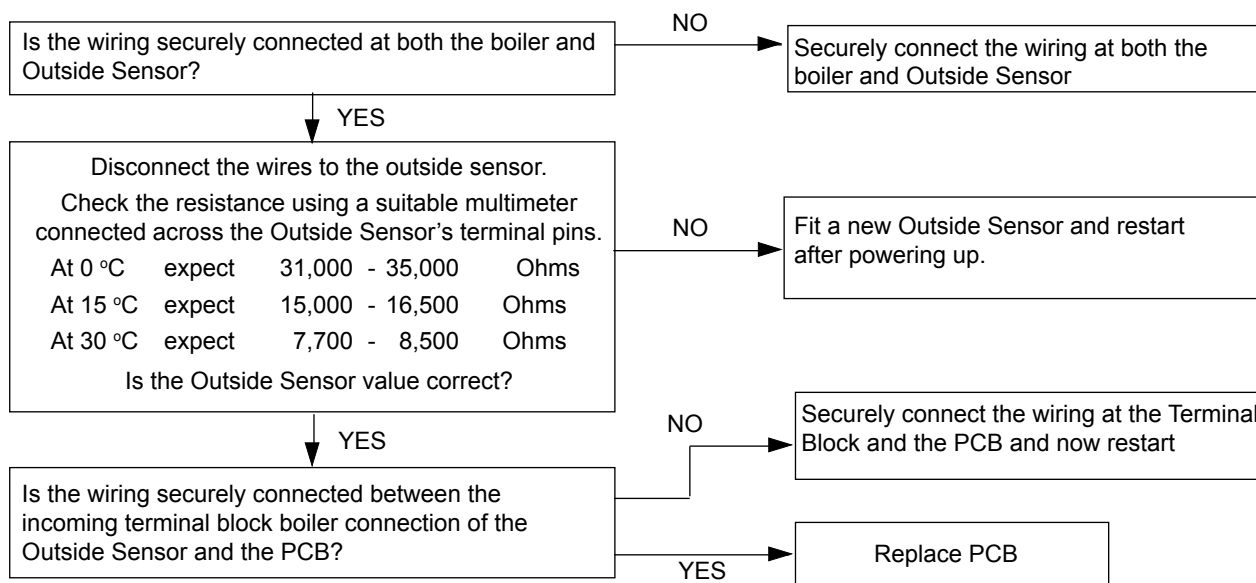 Is the wiring securely connected at both the boiler and
Outside Sensor?
NO
Securely connect the wiring at both the
boiler and Outside Sensor
YES
Disconnect the wires to the outside sensor.
Check the resistance using a suitable multimeter
connected across the Outside Sensor's terminal pins.
At 0 °C expect 31,000 - 35,000 Ohms
At 15 °C expect 15,000 - 16,500 Ohms
At 30 °C expect 7,700 - 8,500 Ohms
Is the Outside Sensor value correct?
NO
Fit a new Outside Sensor and restart
after powering up.
YES
Is the wiring securely connected between the
incoming terminal block boiler connection of the
Outside Sensor and the PCB?
NO
Securely connect the wiring at the Terminal
Block and the PCB and now restart
YES
Replace PCB